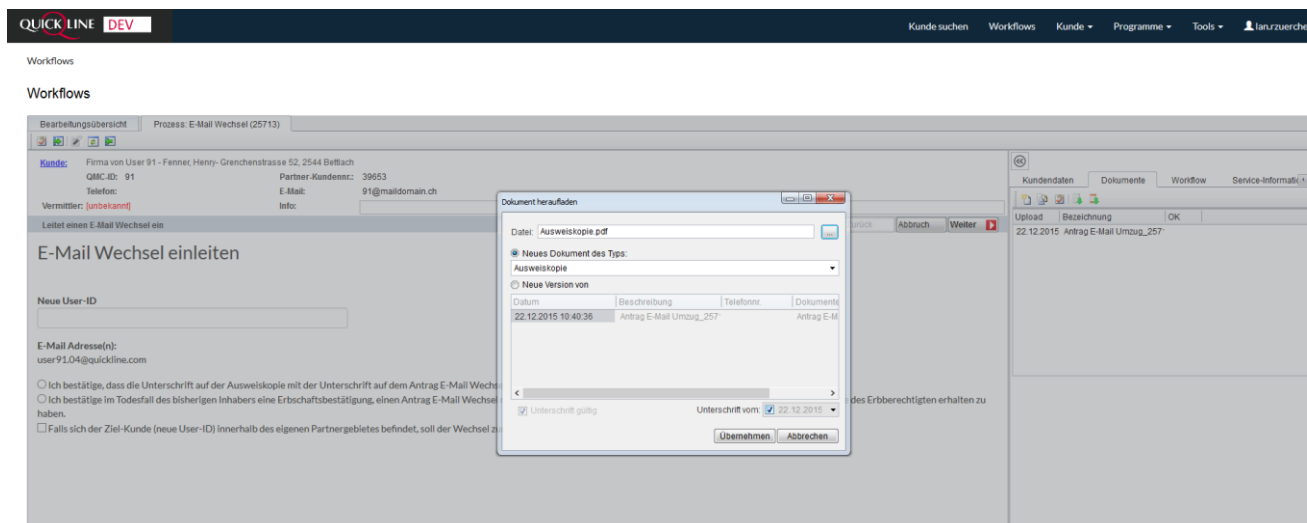 QUICKLINE DEV
Kunde suchen Workflows Kunde Programme Tools lan.rzuerche
Workflows
Workflows
Bearbeitungsübersicht Prozess: E-Mail Wechsel (25713)
Kunde: Firma von User 91 - Fenner, Henry- Grenchenstrasse 52, 2544 Bettlach
QMC-ID: 91 Partner-Kundennr.: 39653
Telefon: E-Mail: 91@maildomain.ch
Vermittler: [unbekannt] Info:
Leitet einen E-Mail Wechsel ein
urück Abbruch Weiter
E-Mail Wechsel einleiten
Neue User-ID
E-Mail Adresse(n):
user91.04@quickline.com
Ich bestätige, dass die Unterschrift auf der Ausweiskopie mit der Unterschrift auf dem Antrag E-Mail Wechs
Ich bestätige im Todesfall des bisherigen Inhabers eine Erbschaftsbestätigung, einen Antrag E-Mail Wechsel
des Erbberechtigten erhalten zu
haben.
Falls sich der Ziel-Kunde (neue User-ID) innerhalb des eigenen Partnergebietes befindet, soll der Wechsel z
Dokument heraufladen
Datei: Ausweiskopie.pdf ...
Neues Dokument des Typs:
Ausweiskopie
Neue Version von
Datum Beschreibung Telefonnr. Dokumente
22.12.2015 10:40:36 Antrag E-Mail Umzug_257 Antrag E-M
Unterschrift gültig Unterschrift vom: 22.12.2015
Übernehmen Abbrechen
Kundendaten Dokumente Workflow Service-Informati
Upload Bezeichnung OK
22.12.2015 Antrag E-Mail Umzug_257